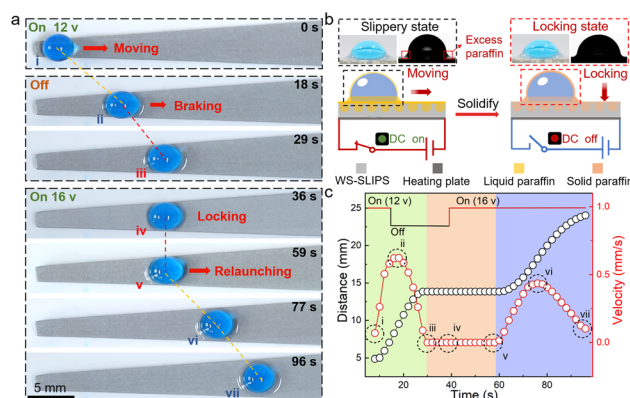 a
On 12 v
0 s
Moving
i
Off
18 s
Braking
ii
29 s
iii
On 16 v
36 s
Locking
iv
59 s
Relaunching
v
77 s
vi
96 s
vii
5 mm
b
Slippery state
Locking state
Excess
paraffin
Moving
Locking
Solidify
DC on
DC off
WS-SLIPS
Heating plate
Liquid paraffin
Solid paraffin
c
On (12 v)
On (16 v)
Off
ii
i
iii
iv
v
vi
vii
25
20
15
10
5
Distance (mm)
1.0
0.5
0.0
Velocity (mm/s)
20
40
60
80
Time (s)